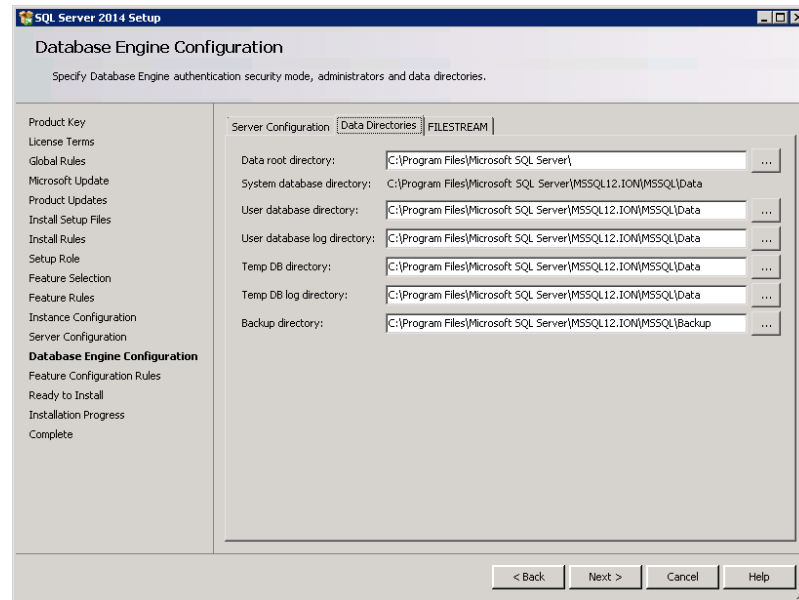 SQL Server 2014 Setup
Database Engine Configuration
Specify Database Engine authentication security mode, administrators and data directories.
Product Key
License Terms
Global Rules
Microsoft Update
Product Updates
Install Setup Files
Install Rules
Setup Role
Feature Selection
Feature Rules
Instance Configuration
Server Configuration
Database Engine Configuration
Feature Configuration Rules
Ready to Install
Installation Progress
Complete
Server Configuration Data Directories FILESTREAM
Data root directory: C:\Program Files\Microsoft SQL Server\ ...
System database directory: C:\Program Files\Microsoft SQL Server\MSSQL12.ION\MSSQL\Data
User database directory: C:\Program Files\Microsoft SQL Server\MSSQL12.ION\MSSQL\Data ...
User database log directory: C:\Program Files\Microsoft SQL Server\MSSQL12.ION\MSSQL\Data ...
Temp DB directory: C:\Program Files\Microsoft SQL Server\MSSQL12.ION\MSSQL\Data ...
Temp DB log directory: C:\Program Files\Microsoft SQL Server\MSSQL12.ION\MSSQL\Data ...
Backup directory: C:\Program Files\Microsoft SQL Server\MSSQL12.ION\MSSQL\Backup ...
< Back Next > Cancel Help